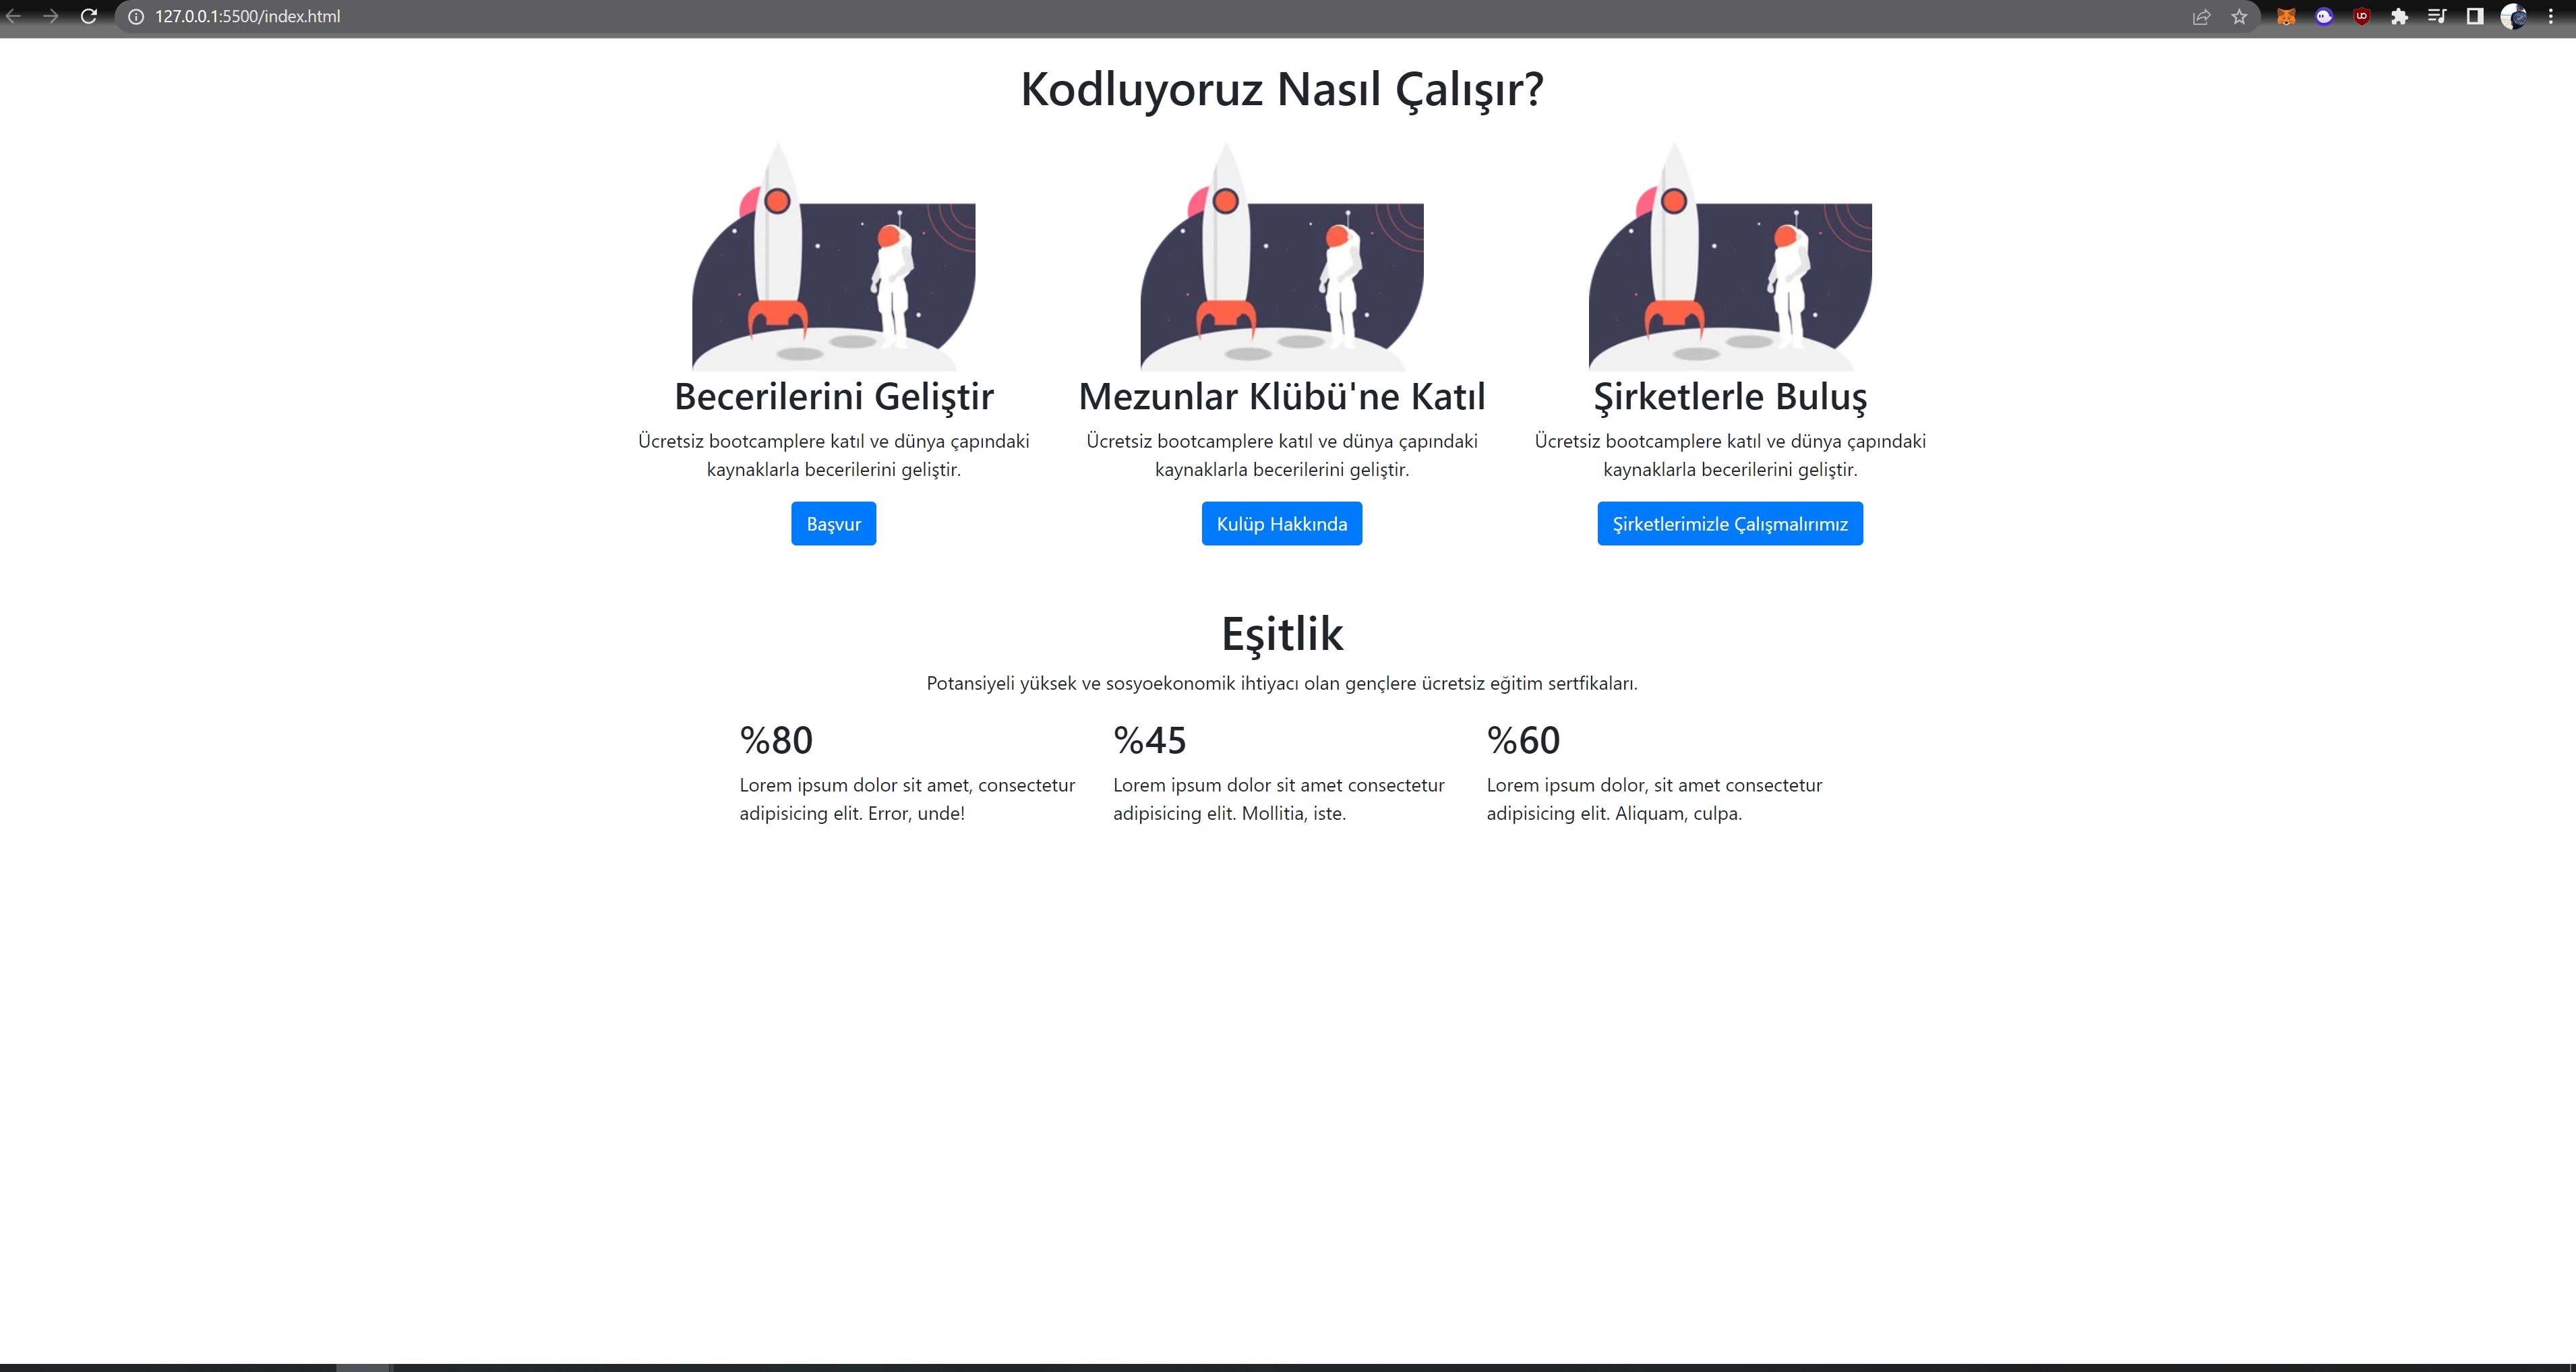 127.0.0.1:5500/index.html
Kodluyoruz Nasıl Çalışır?
Becerilerini Geliştir
Ücretsiz bootcamplere katıl ve dünya çapındaki
kaynaklarla becerilerini geliştir.
Başvur
Mezunlar Klübü'ne Katıl
Ücretsiz bootcamplere katıl ve dünya çapındaki
kaynaklarla becerilerini geliştir.
Kulüp Hakkında
Şirketlerle Buluş
Ücretsiz bootcamplere katıl ve dünya çapındaki
kaynaklarla becerilerini geliştir.
Şirketlerimizle Çalışmalırımız
Eşitlik
Potansiyeli yüksek ve sosyoekonomik ihtiyacı olan gençlere ücretsiz eğitim sertfikaları.
%80
Lorem ipsum dolor sit amet, consectetur
adipisicing elit. Error, unde!
%45
Lorem ipsum dolor sit amet consectetur
adipisicing elit. Mollitia, iste.
%60
Lorem ipsum dolor, sit amet consectetur
adipisicing elit. Aliquam, culpa.